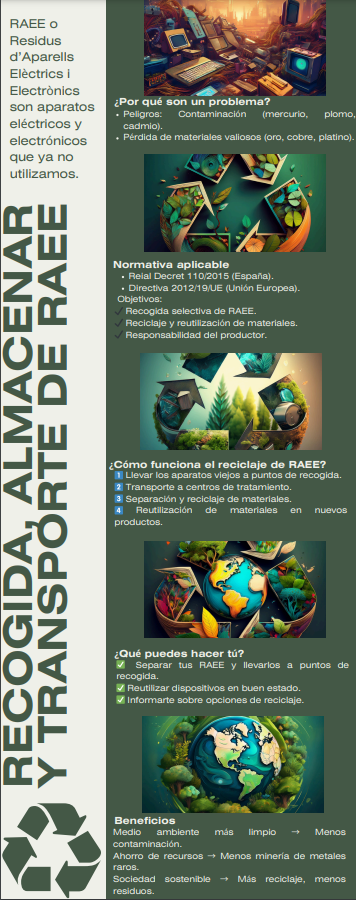 RAEE o
Residus
d'Aparells
Elèctrics i
Electrònics
son aparatos
eléctricos y
electrónicos
que ya no
utilizamos.
RECOGIDA, ALMACENAR
Y TRANSPORTE DE RAEE
¿Por qué son un problema?
• Peligros: Contaminación (mercurio, plomo,
cadmio).
• Pérdida de materiales valiosos (oro, cobre, platino).
Normativa aplicable
• Reial Decret 110/2015 (España).
• Directiva 2012/19/UE (Unión Europea).
Objetivos:
✔ Recogida selectiva de RAEE.
✔ Reciclaje y reutilización de materiales.
✔ Responsabilidad del productor.
¿Cómo funciona el reciclaje de RAEE?
1 Llevar los aparatos viejos a puntos de recogida.
2 Transporte a centros de tratamiento.
3 Separación y reciclaje de materiales.
4 Reutilización de materiales en nuevos
productos.
¿Qué puedes hacer tú?
✅ Separar tus RAEE y llevarlos a puntos de
recogida.
✅ Reutilizar dispositivos en buen estado.
✅ Informarte sobre opciones de reciclaje.
Beneficios
Medio ambiente más limpio → Menos
contaminación.
Ahorro de recursos → Menos minería de metales
raros.
Sociedad sostenible → Más reciclaje, menos
residuos.